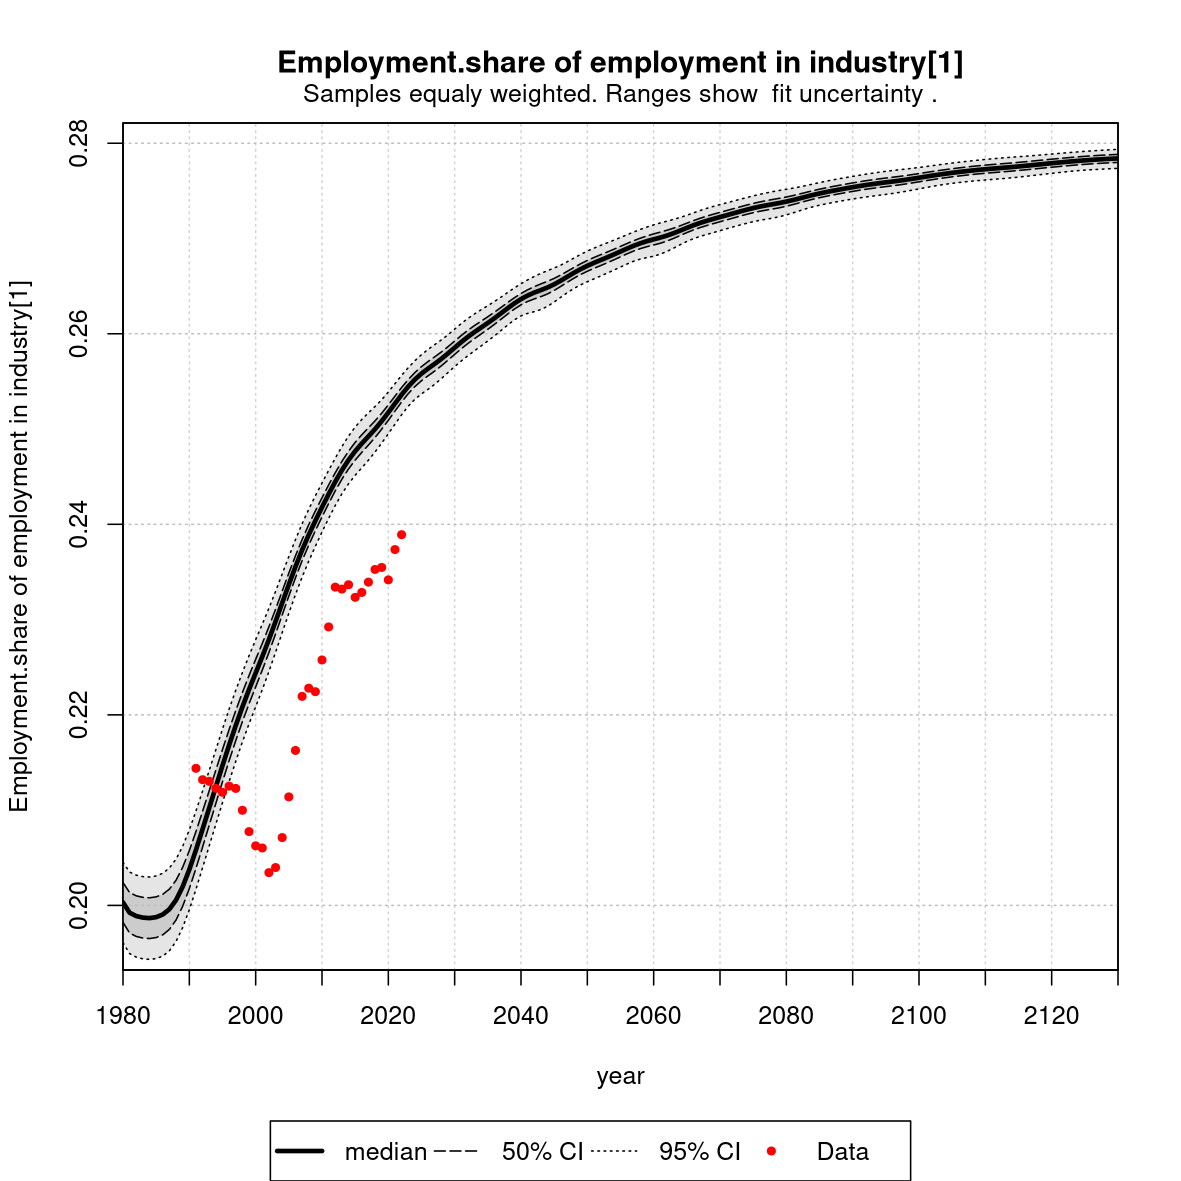 Employment.share of employment in industry[1]
Samples equaly weighted. Ranges show  fit uncertainty .
Employment.share of employment in industry[1]
0.28
0.26
0.24
0.22
0.20
1980 2000 2020 2040 2060 2080 2100 2120
year
median 50% CI 95% CI Data